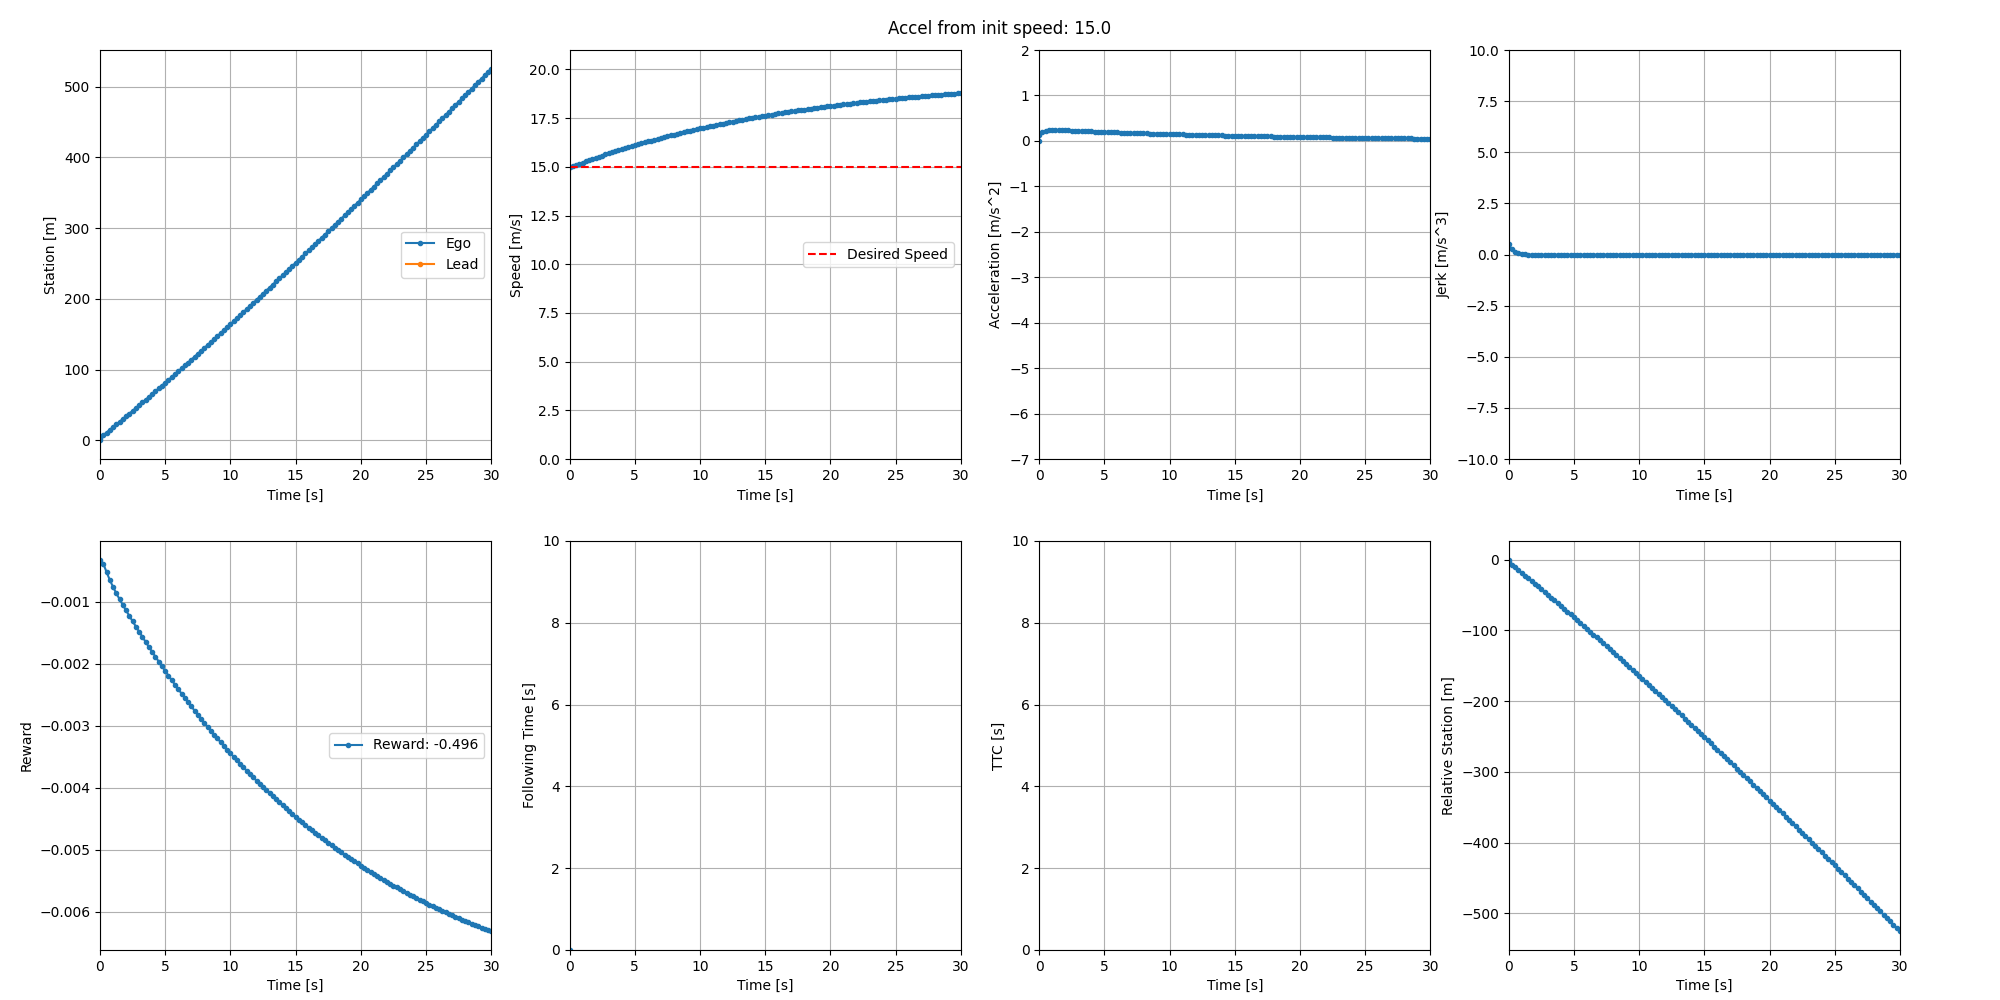 Accel from init speed: 15.0
Station [m]
500
400
300
200
100
0
Ego
Lead
0 5 10 15 20 25 30
Time [s]
Speed [m/s]
20.0
17.5
15.0
12.5
10.0
7.5
5.0
2.5
0.0
Desired Speed
0 5 10 15 20 25 30
Time [s]
Acceleration [m/s^2]
2
1
0
−1
−2
−3
−4
−5
−6
−7
0 5 10 15 20 25 30
Time [s]
Jerk [m/s^3]
10.0
7.5
5.0
2.5
0.0
−2.5
−5.0
−7.5
−10.0
0 5 10 15 20 25 30
Time [s]
Reward
−0.001
−0.002
−0.003
−0.004
−0.005
−0.006
Reward: -0.496
0 5 10 15 20 25 30
Time [s]
Following Time [s]
10
8
6
4
2
0
0 5 10 15 20 25 30
Time [s]
TTC [s]
10
8
6
4
2
0
0 5 10 15 20 25 30
Time [s]
Relative Station [m]
0
−100
−200
−300
−400
−500
0 5 10 15 20 25 30
Time [s]